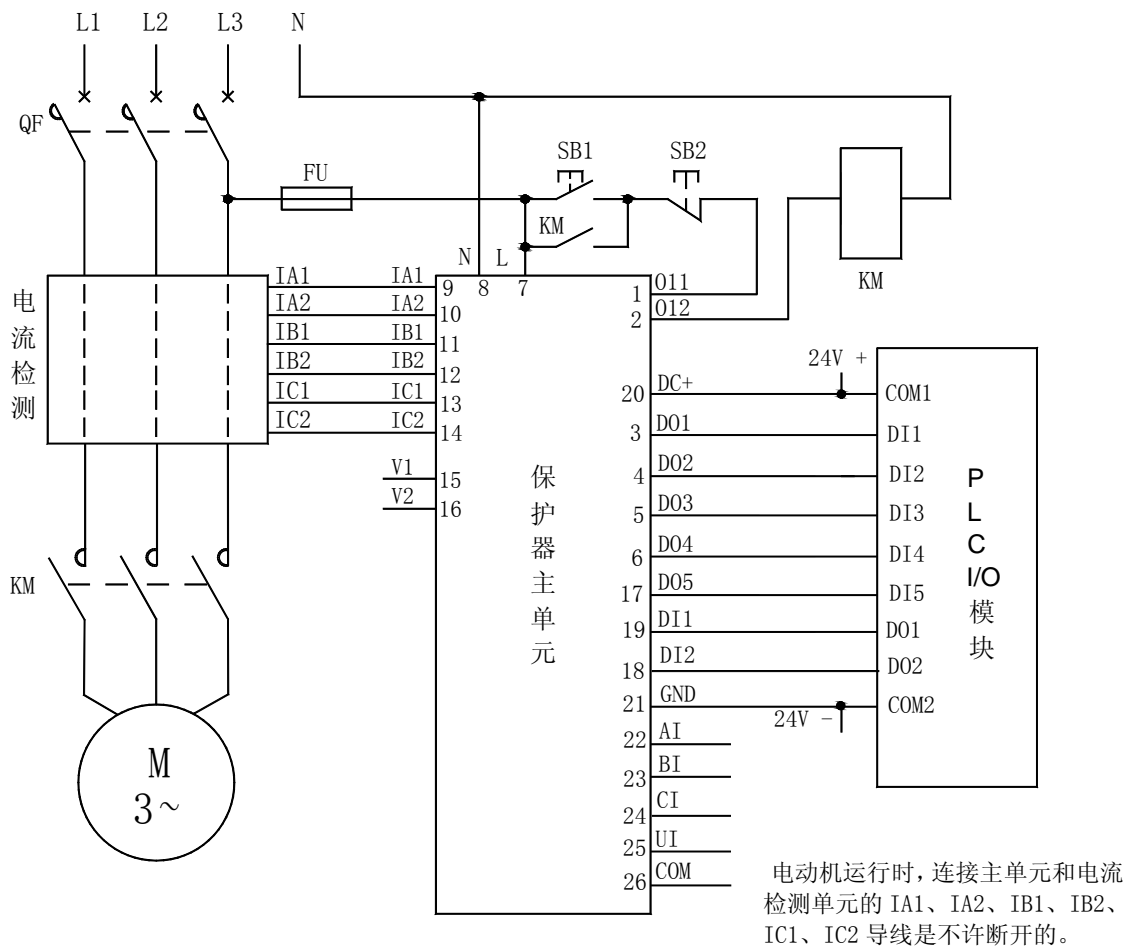 L1 L2 L3 N
QF
FU
SB1 SB2
KM
KM
N L
8 7
电流检测
IA1 IA1 9
IA2 IA2 10
IB1 IB1 11
IB2 IB2 12
IC1 IC1 13
IC2 IC2 14
V1 15
V2 16
保护器主单元
1 O11
2 O12
24V +
20 DC+ COM1
3 DO1 DI1
4 DO2 DI2
5 DO3 DI3
6 DO4 DI4
17 DO5 DI5
19 DI1 DO1
18 DI2 DO2
21 GND COM2
24V -
22 AI
23 BI
24 CI
25 UI
26 COM
PLC I/O模块
KM
M
3~
电动机运行时,连接主单元和电流
检测单元的 IA1、IA2、IB1、IB2、
IC1、IC2 导线是不许断开的。